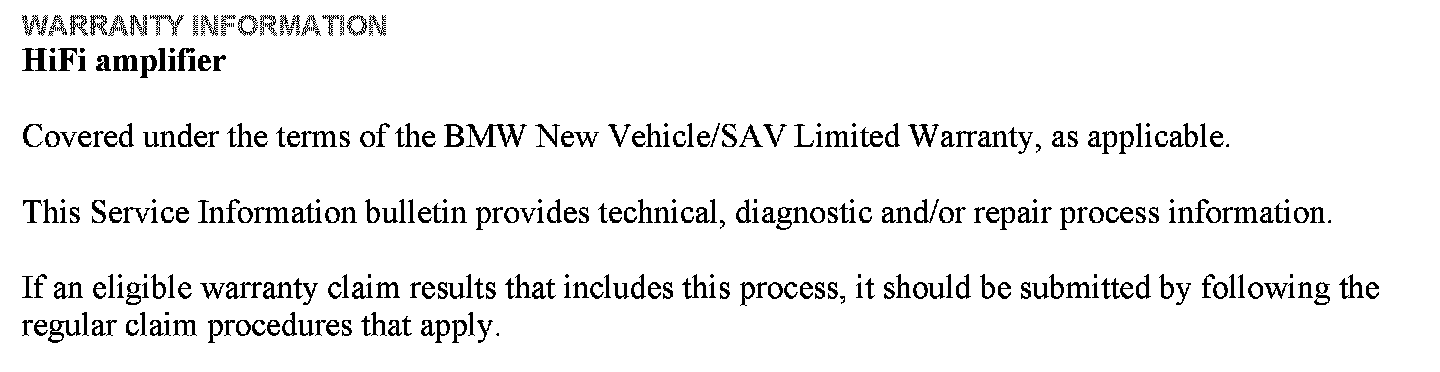 WARRANTY INFORMATION
HiFi amplifier
Covered under the terms of the BMW New Vehicle/SAV Limited Warranty, as applicable.
This Service Information bulletin provides technical, diagnostic and/or repair process information.
If an eligible warranty claim results that includes this process, it should be submitted by following the
regular claim procedures that apply.